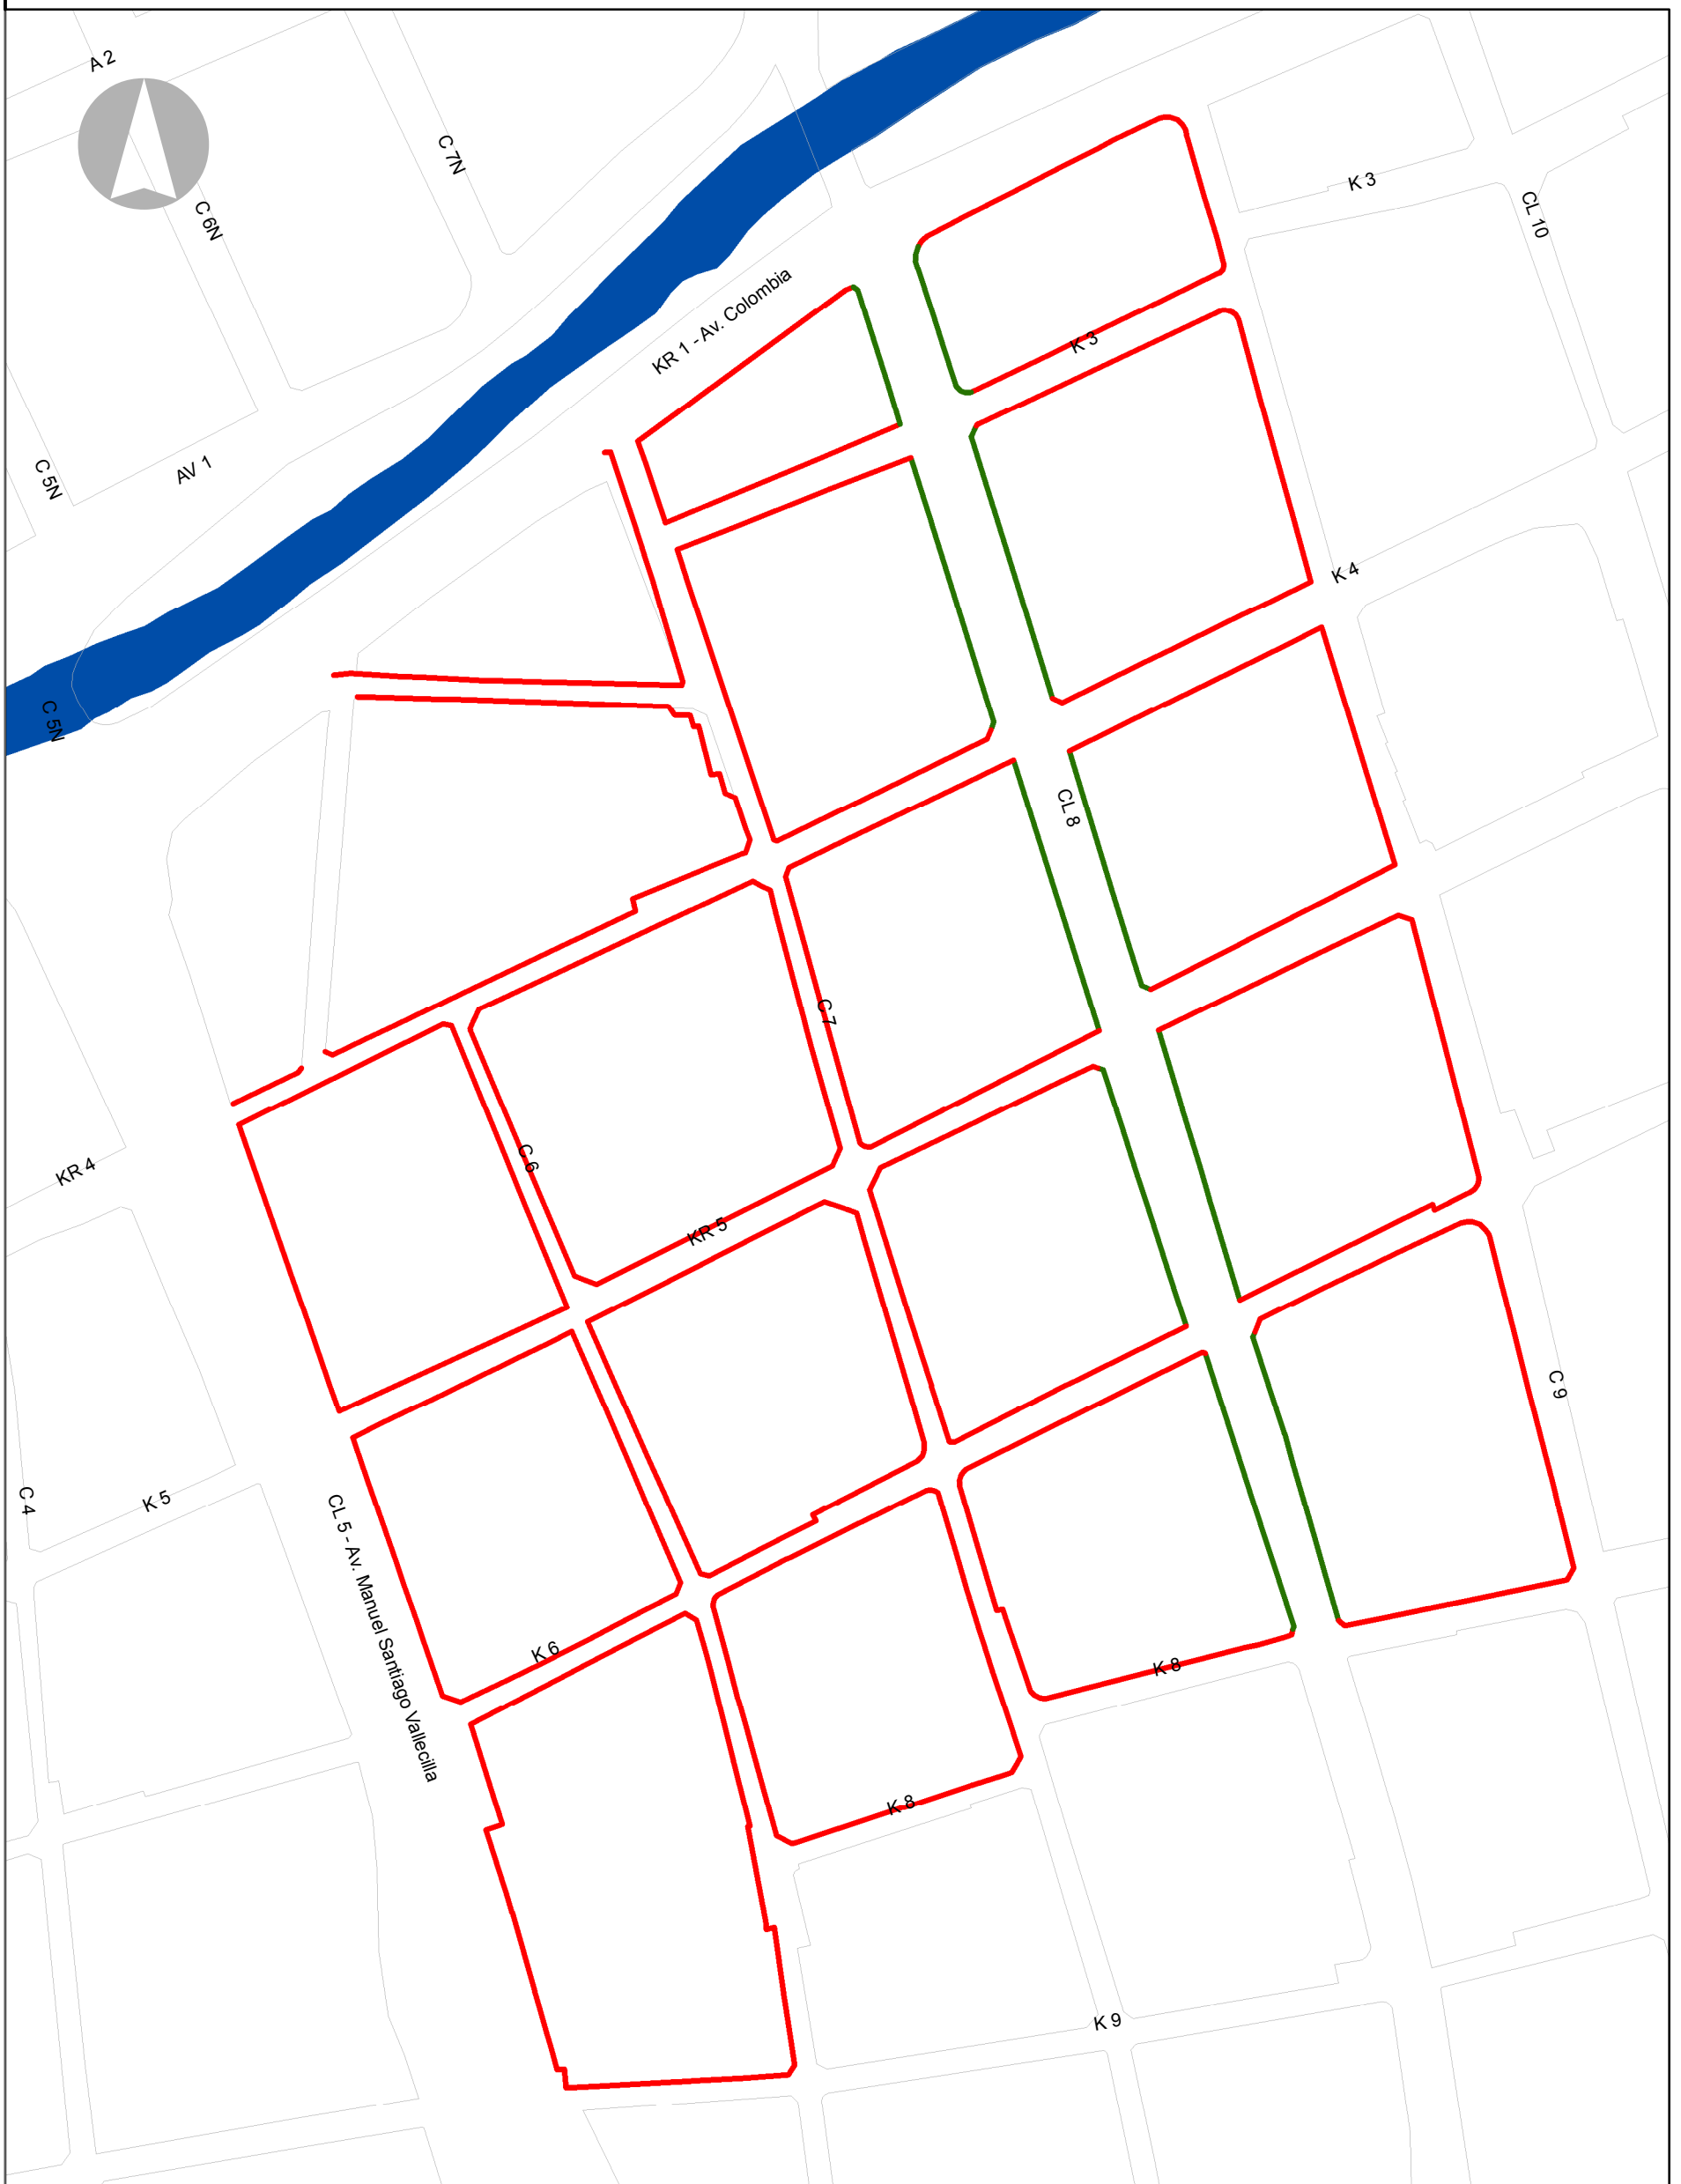 A 2
C 7N
K 3
C 6N
CL 10
KR 1 - Av. Colombia
K 3
AV 1
C 5N
K 4
C 5N
CL 8
C 7
C 6
KR 4
KR 5
C 9
C 4
K 5
CL 5 - Av. Manuel Santiago Vallecilla
K 6
K 8
K 8
K 9